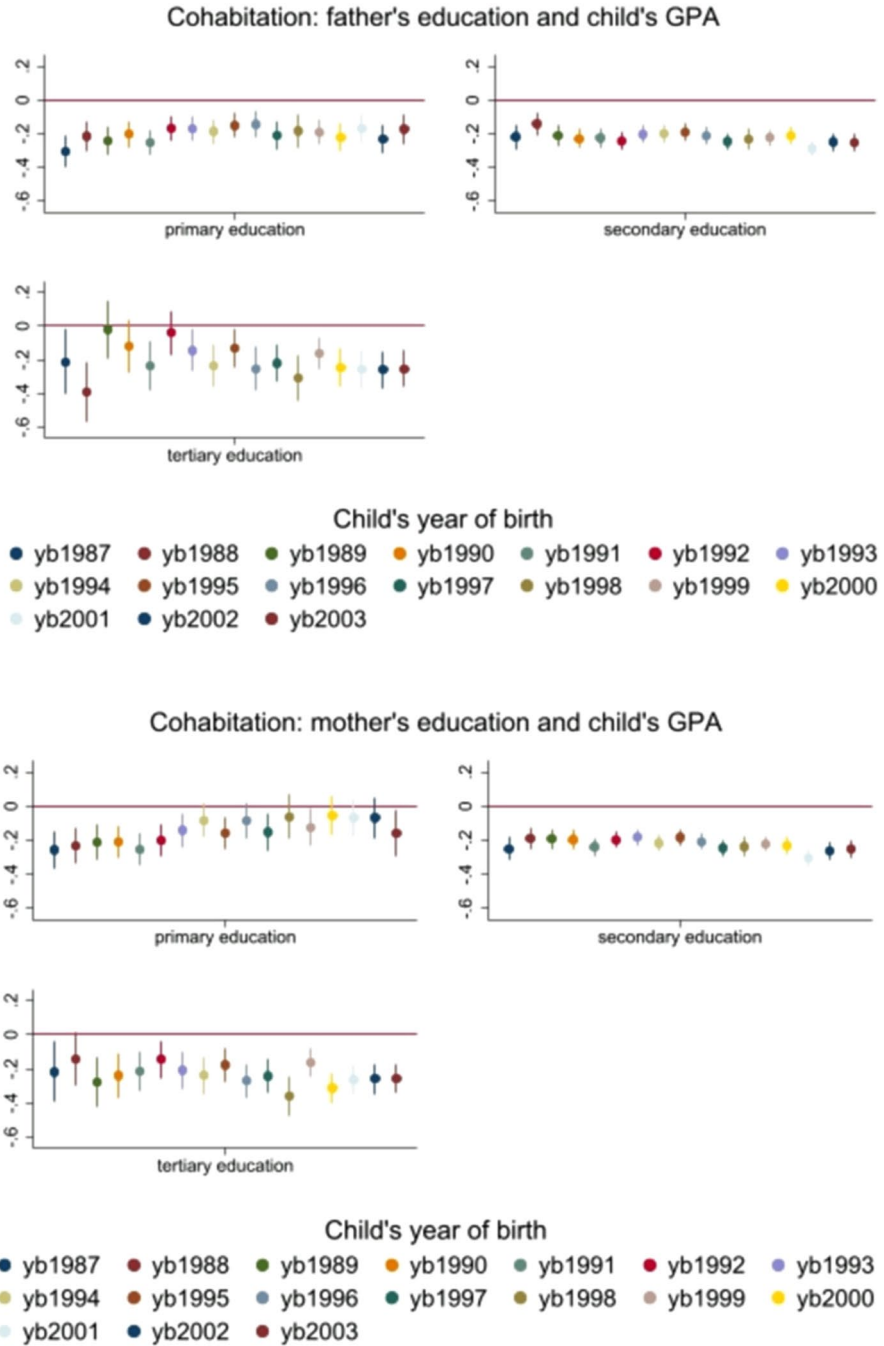 Cohabitation: father's education and child's GPA
.2
0
-.2
-.4
-.6
primary education
.2
0
-.2
-.4
-.6
secondary education
.2
0
-.2
-.4
-.6
tertiary education
Child's year of birth
yb1987 yb1988 yb1989 yb1990 yb1991 yb1992 yb1993
yb1994 yb1995 yb1996 yb1997 yb1998 yb1999 yb2000
yb2001 yb2002 yb2003
Cohabitation: mother's education and child's GPA
.2
0
-.2
-.4
-.6
primary education
.2
0
-.2
-.4
-.6
secondary education
.2
0
-.2
-.4
-.6
tertiary education
Child's year of birth
yb1987 yb1988 yb1989 yb1990 yb1991 yb1992 yb1993
yb1994 yb1995 yb1996 yb1997 yb1998 yb1999 yb2000
yb2001 yb2002 yb2003